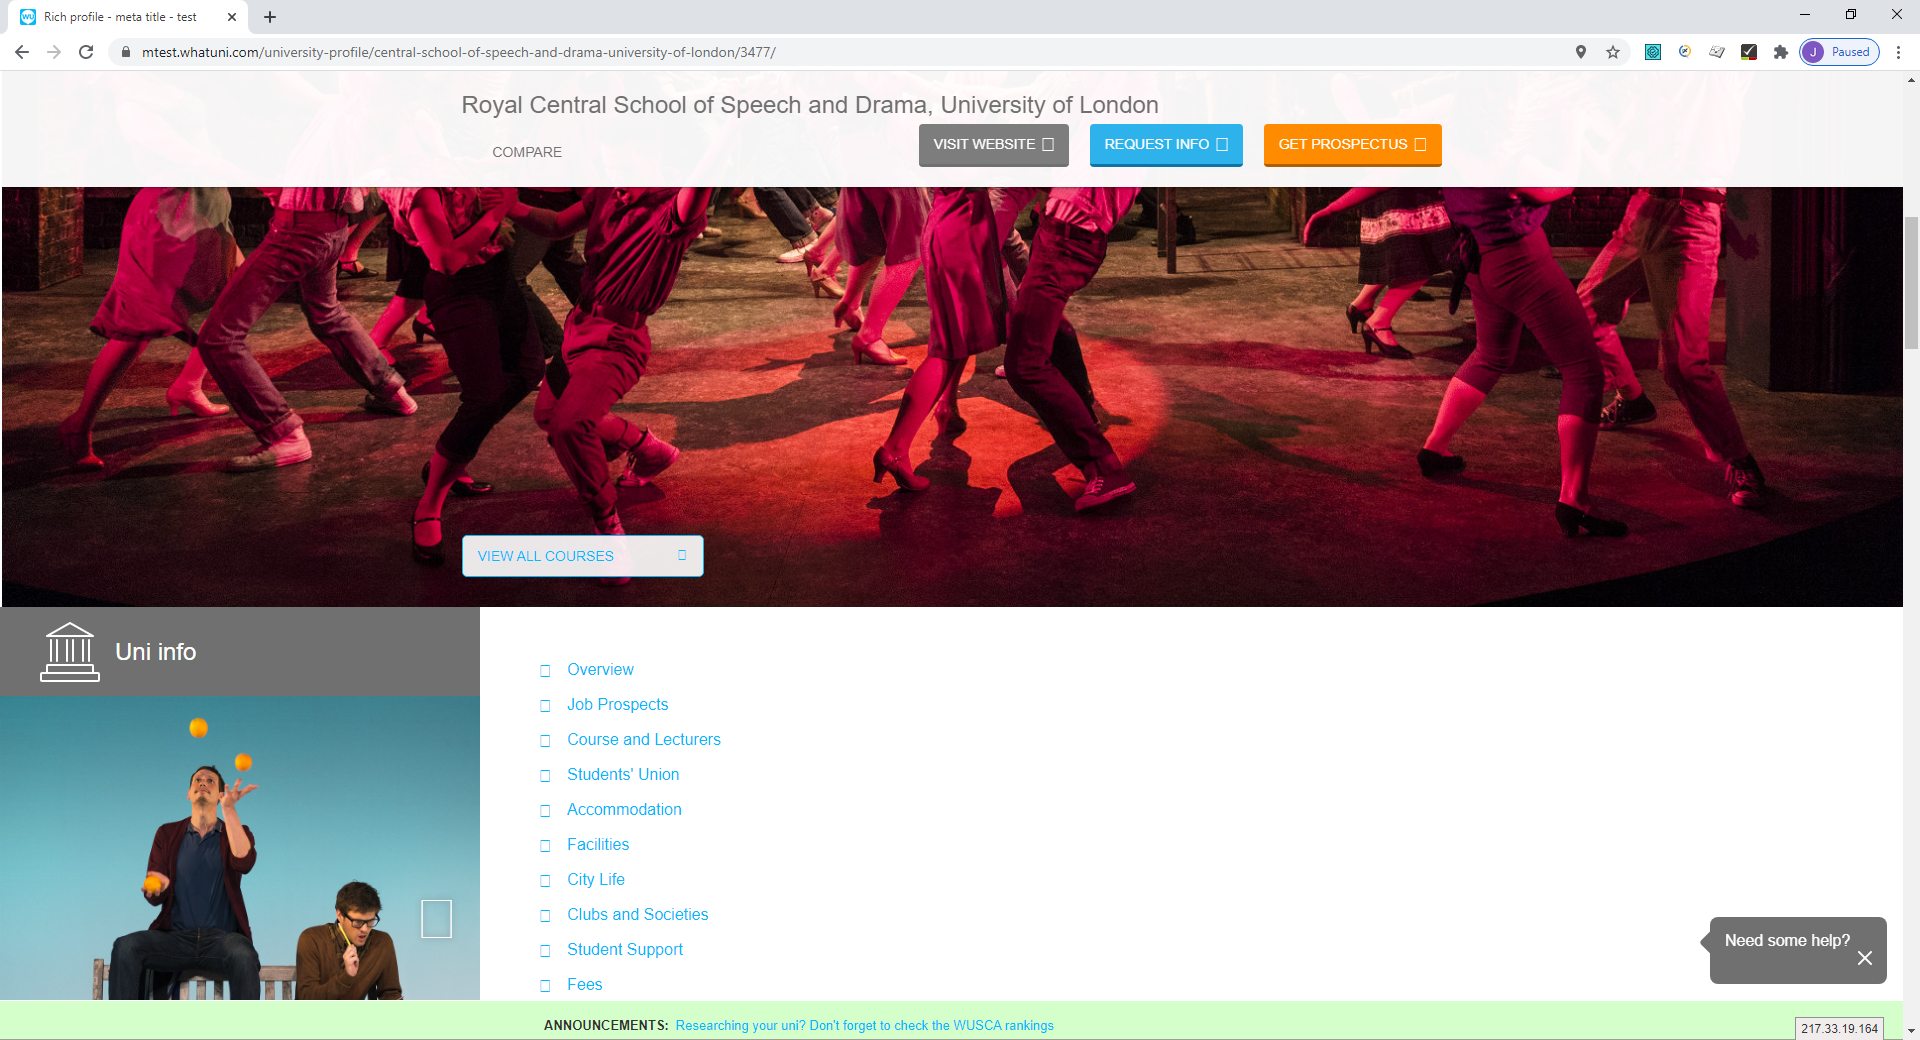 Rich profile - meta title - test
mtest.whatuni.com/university-profile/central-school-of-speech-and-drama-university-of-london/3477/
J Paused
Royal Central School of Speech and Drama, University of London
COMPARE
VISIT WEBSITE
REQUEST INFO
GET PROSPECTUS
VIEW ALL COURSES
Uni info
Overview
Job Prospects
Course and Lecturers
Students' Union
Accommodation
Facilities
City Life
Clubs and Societies
Student Support
Fees
Need some help?
ANNOUNCEMENTS: Researching your uni? Don't forget to check the WUSCA rankings
217.33.19.164